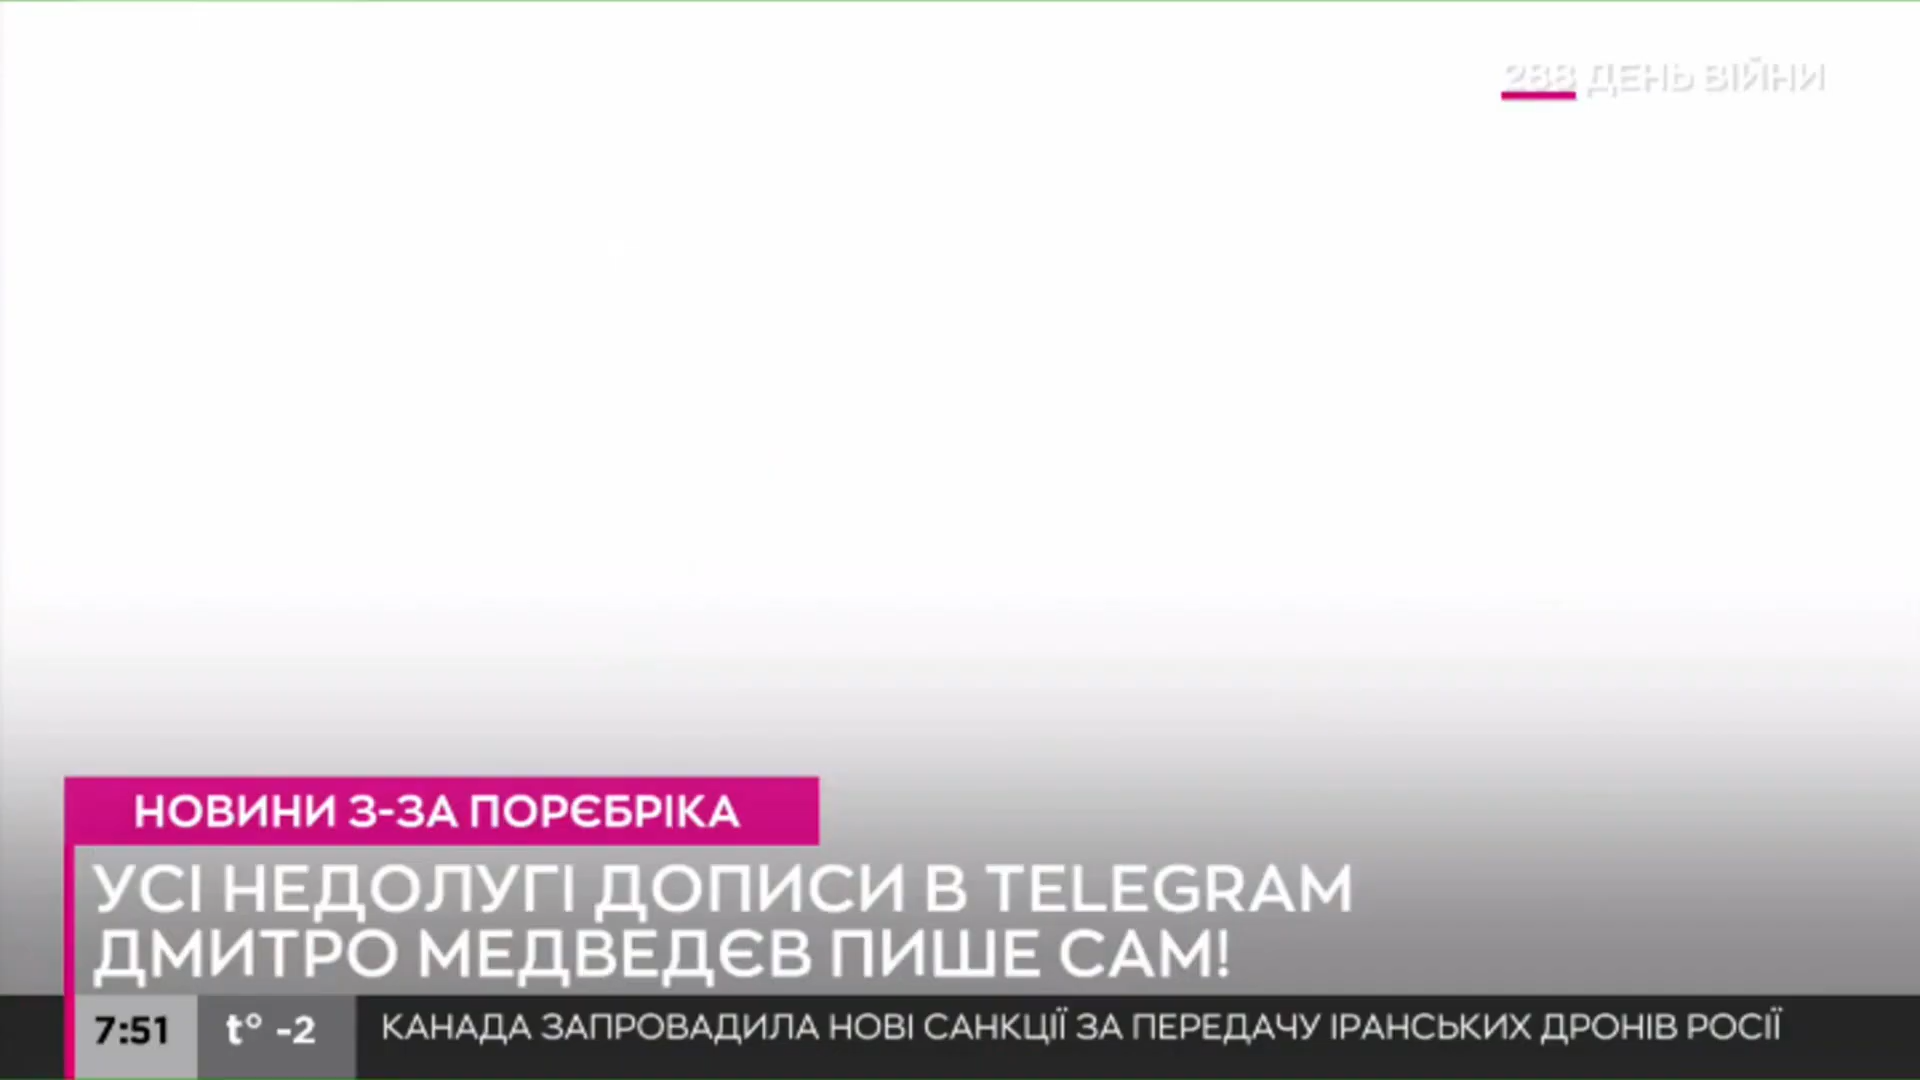 288 ДЕНЬ ВІЙНИ
НОВИНИ З-ЗА ПОРЄБРІКА
УСІ НЕДОЛУГІ ДОПИСИ В TELEGRAM
ДМИТРО МЕДВЕДЄВ ПИШЕ САМ!
7:51 t° -2 КАНАДА ЗАПРОВАДИЛА НОВІ САНКЦІЇ ЗА ПЕРЕДАЧУ ІРАНСЬКИХ ДРОНІВ РОСІЇ